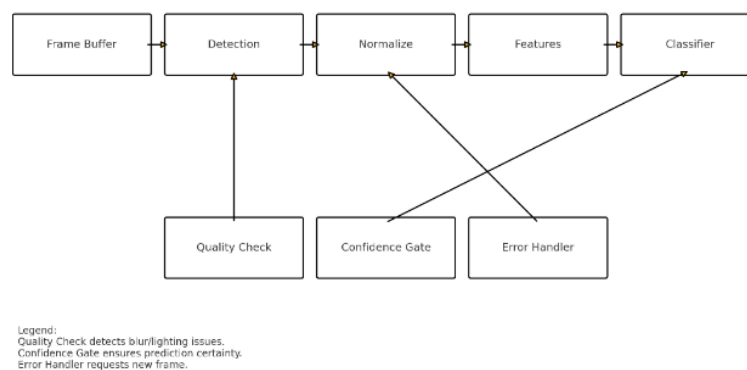 Frame Buffer
Detection
Normalize
Features
Classifier
Quality Check
Confidence Gate
Error Handler
Legend:
Quality Check detects blur/lighting issues.
Confidence Gate ensures prediction certainty.
Error Handler requests new frame.